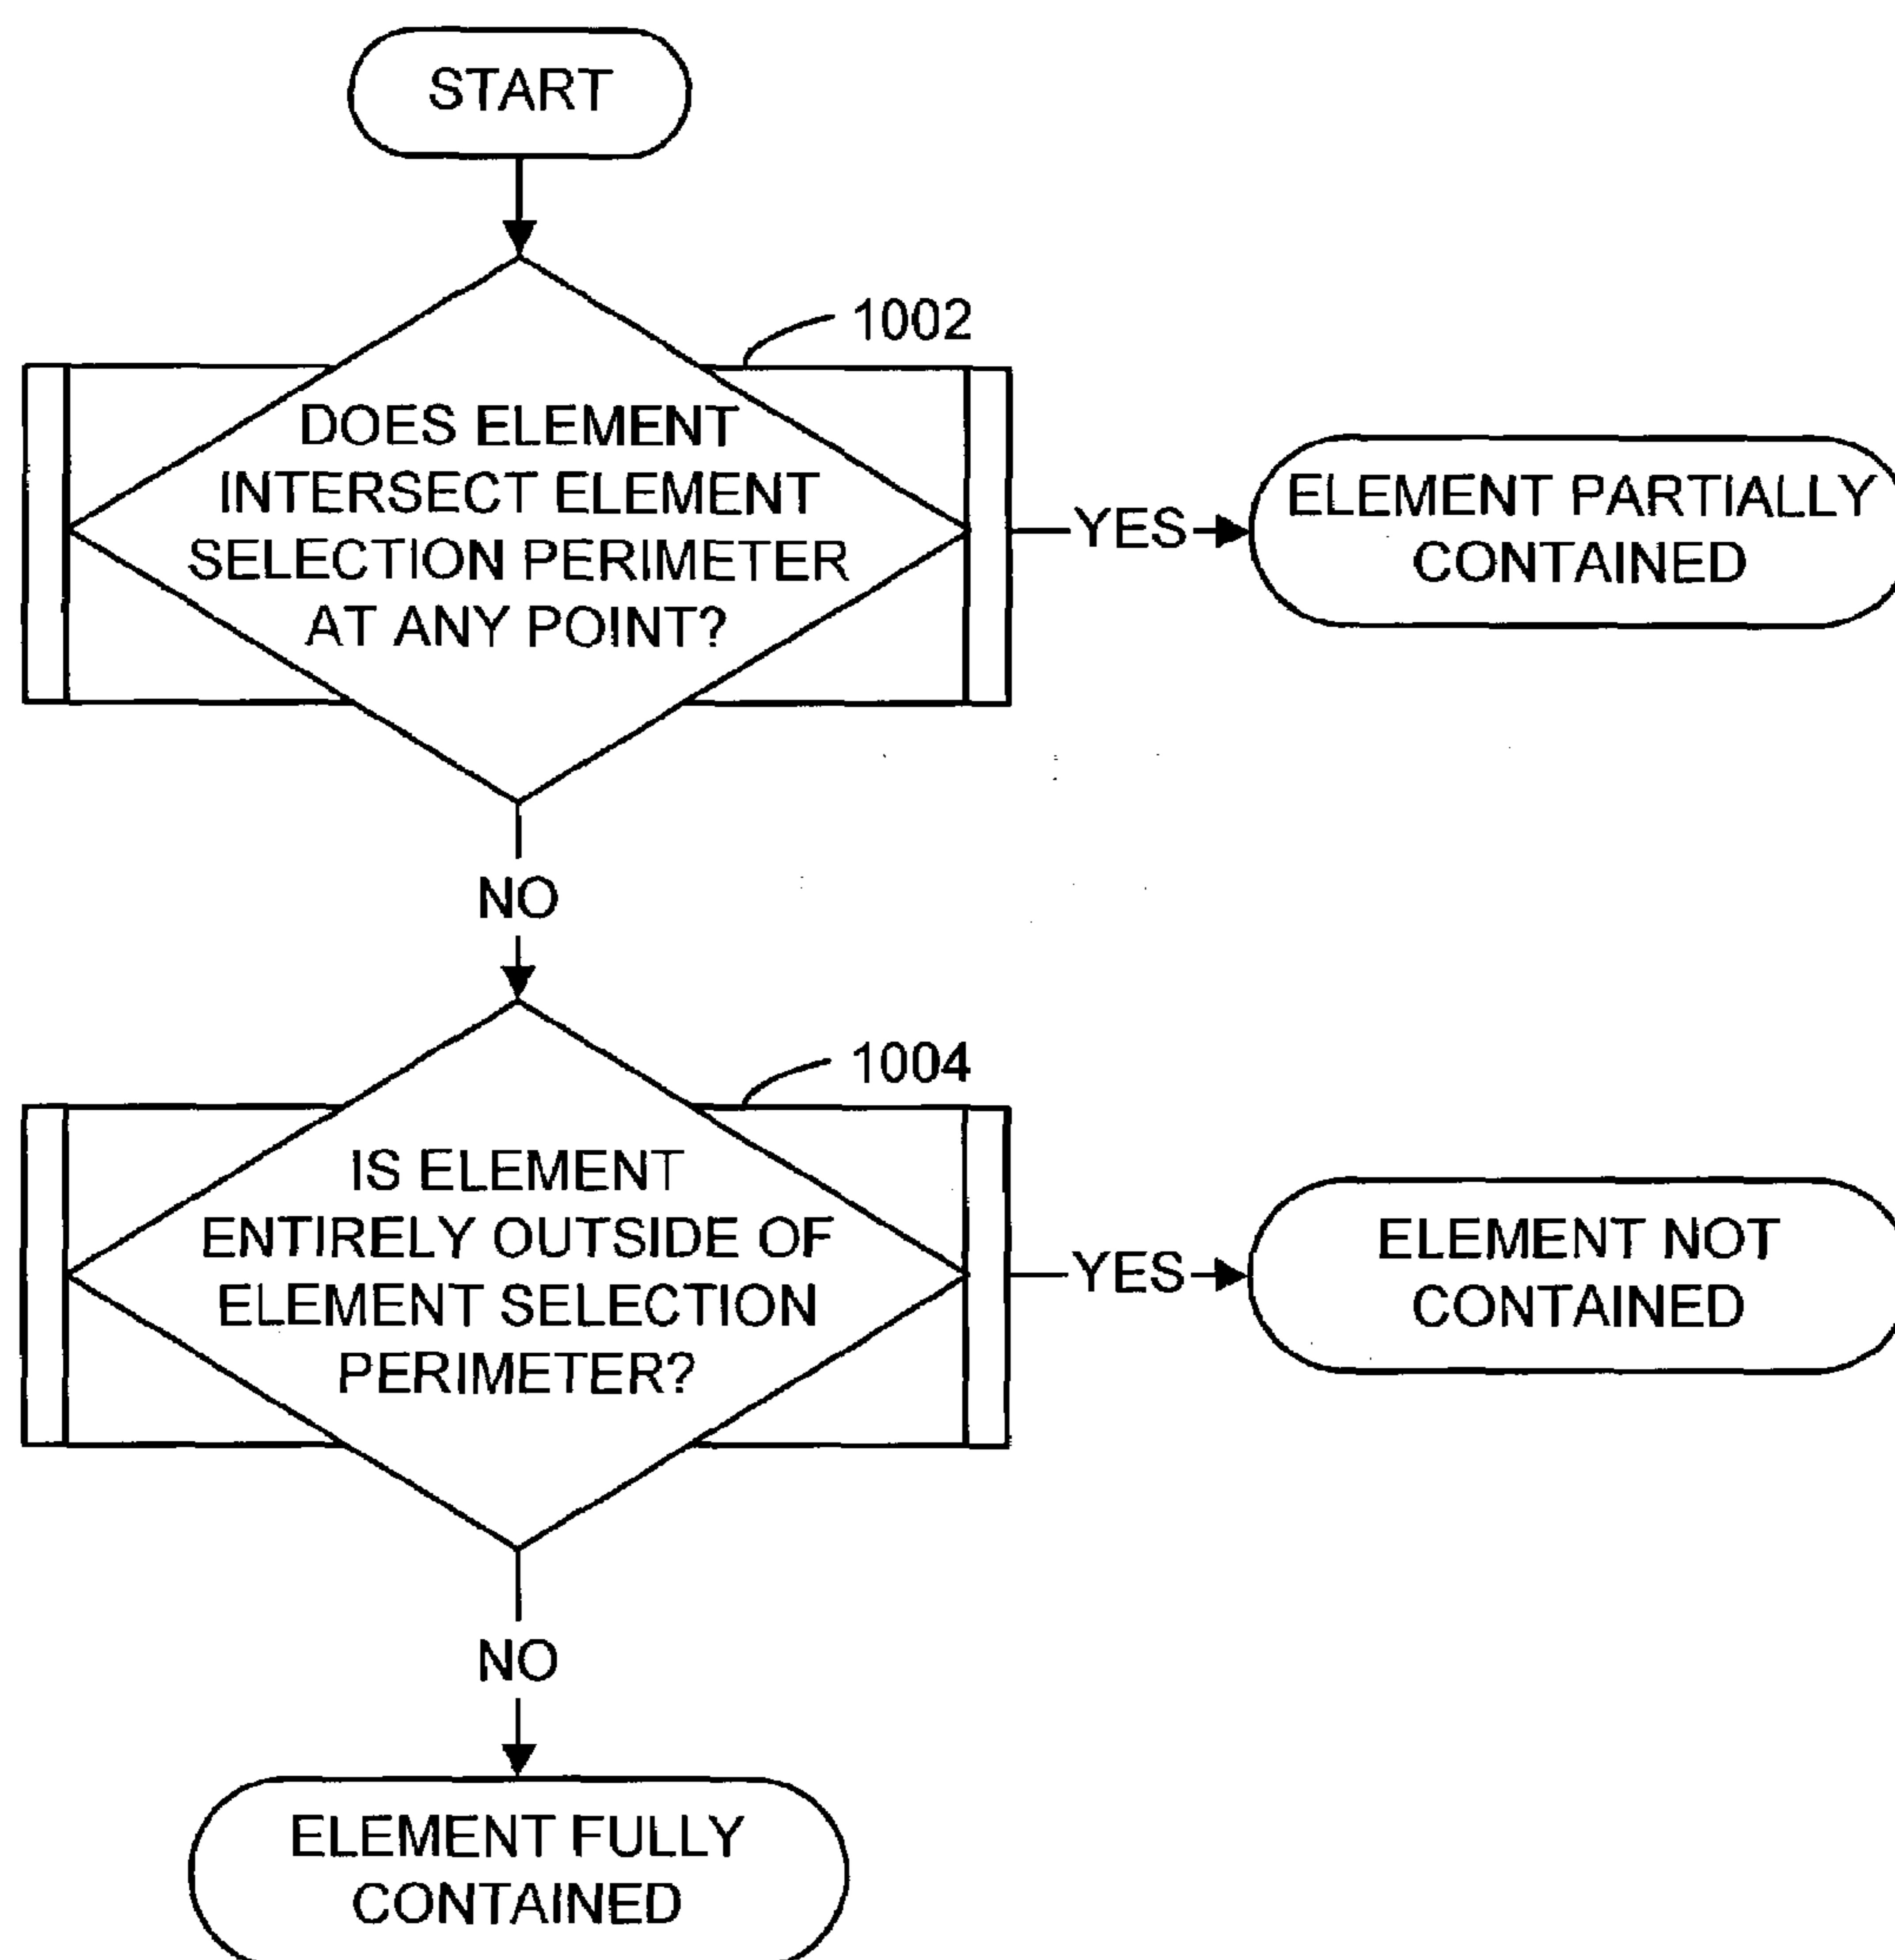 START
1002
DOES ELEMENT
INTERSECT ELEMENT
SELECTION PERIMETER
AT ANY POINT?
YES
ELEMENT PARTIALLY
CONTAINED
NO
1004
IS ELEMENT
ENTIRELY OUTSIDE OF
ELEMENT SELECTION
PERIMETER?
YES
ELEMENT NOT
CONTAINED
NO
ELEMENT FULLY
CONTAINED